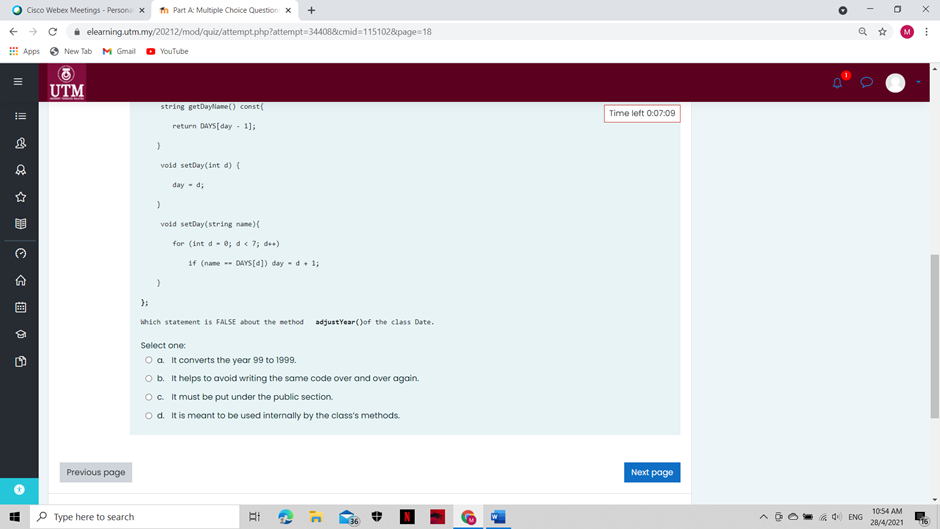 Cisco Webex Meetings - Persona
Part A: Multiple Choice Question
elearning.utm.my/20212/mod/quiz/attempt.php?attempt=34408&cmid=115102&page=18
M
Apps
New Tab
Gmail
YouTube
UTM
1
string getDayName() const{
Time left 0:07:09
return DAYS[day - 1];
}
void setDay(int d) {
day = d;
}
void setDay(string name){
for (int d = 0; d < 7; d++)
if (name == DAYS[d]) day = d + 1;
}
};
Which statement is FALSE about the method adjustYear()of the class Date.
Select one:
a. It converts the year 99 to 1999.
b. It helps to avoid writing the same code over and over again.
c. It must be put under the public section.
d. It is meant to be used internally by the class's methods.
Previous page
Next page
Type here to search
36
N
M
W
ENG
10:54 AM
28/4/2021
16